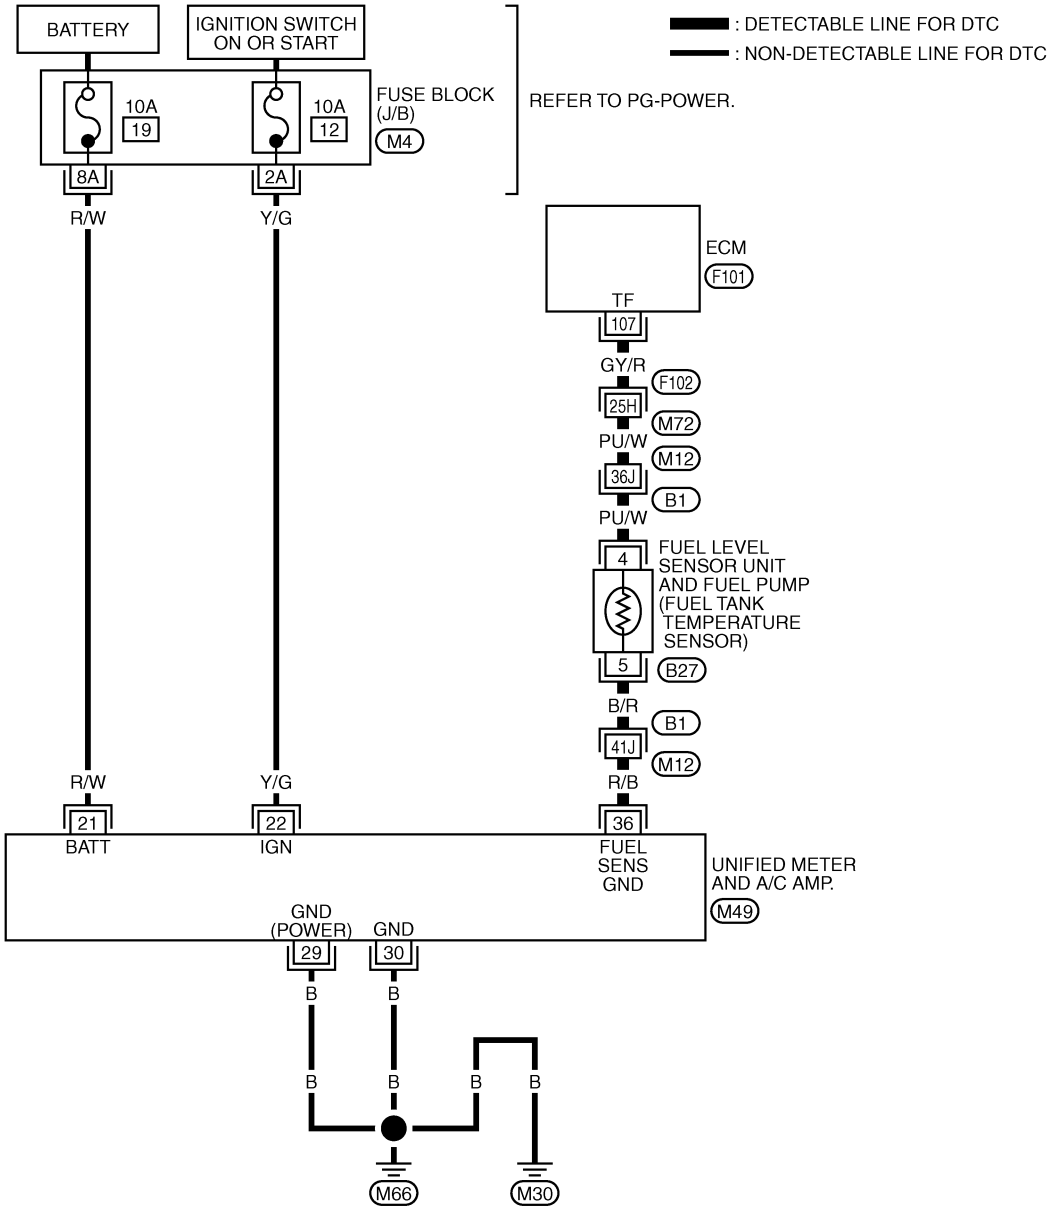 BATTERY
IGNITION SWITCH
ON OR START
: DETECTABLE LINE FOR DTC
: NON-DETECTABLE LINE FOR DTC
10A
19
10A
12
FUSE BLOCK
(J/B)
M4
REFER TO PG-POWER.
8A
2A
R/W
Y/G
ECM
F101
TF
107
GY/R
F102
25H
M72
PU/W
M12
36J
B1
PU/W
4
FUEL LEVEL
SENSOR UNIT
AND FUEL PUMP
(FUEL TANK
TEMPERATURE
SENSOR)
5
B27
B/R
B1
41J
M12
R/W
Y/G
R/B
21
22
36
BATT
IGN
FUEL
SENS
GND
UNIFIED METER
AND A/C AMP.
M49
GND
(POWER)
GND
29
30
B
B
B
B
B
B
M66
M30